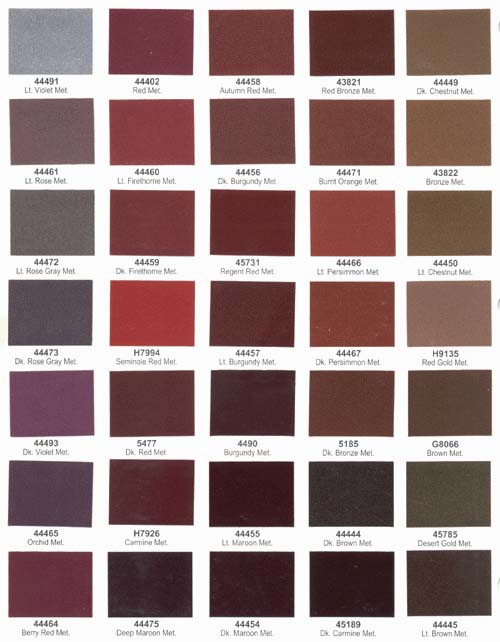 44491
Lt. Violet Met.
44402
Red Met.
44458
Autumn Red Met.
43821
Red Bronze Met.
44449
Dk. Chestnut Met.
44461
Lt. Rose Met.
44460
Lt. Firethorne Met.
44456
Dk. Burgundy Met.
44471
Burnt Orange Met.
43822
Bronze Met.
44472
Lt. Rose Gray Met.
44459
Dk. Firethorne Met.
45731
Regent Red Met.
44466
Lt. Persimmon Met.
44450
Lt. Chestnut Met.
44473
Dk. Rose Gray Met.
H7994
Seminole Red Met.
44457
Lt. Burgundy Met.
44467
Dk. Persimmon Met.
H9135
Red Gold Met.
44493
Dk. Violet Met.
5477
Dk. Red Met.
4490
Burgundy Met.
5185
Dk. Bronze Met.
G8066
Brown Met.
44465
Orchid Met.
H7926
Carmine Met.
44455
Lt. Maroon Met.
44444
Dk. Brown Met.
45785
Desert Gold Met.
44464
Berry Red Met.
44475
Deep Maroon Met.
44454
Dk. Maroon Met.
45189
Dk. Carmine Met.
44445
Lt. Brown Met.